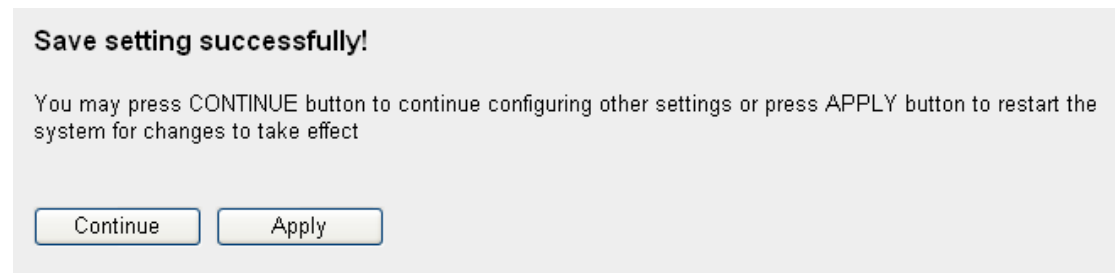 Save setting successfully!
You may press CONTINUE button to continue configuring other settings or press APPLY button to restart the
system for changes to take effect
Continue Apply